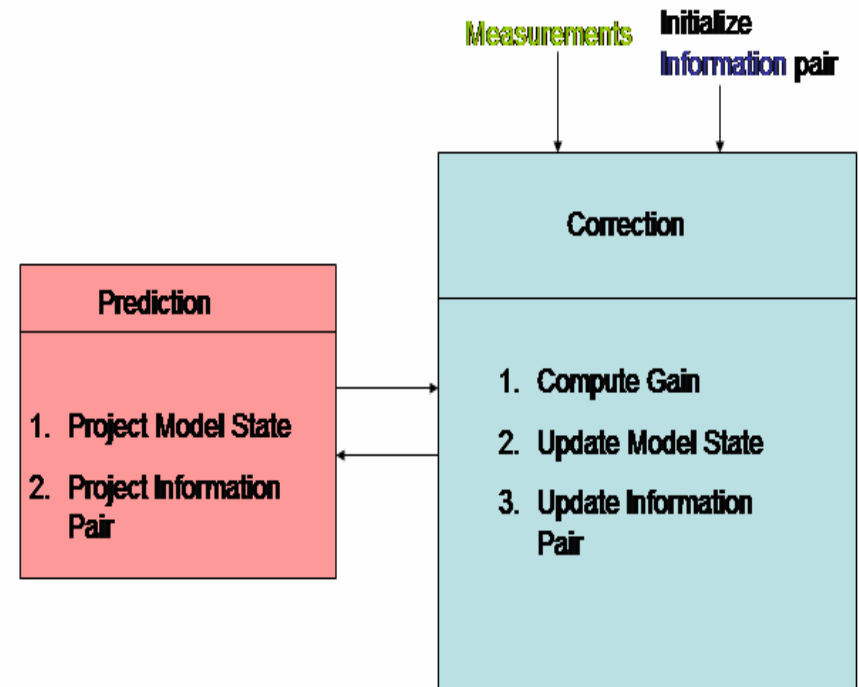 Measurements
Initialize
Information pair
Correction
Prediction
1. Project Model State
2. Project Information
Pair
1. Compute Gain
2. Update Model State
3. Update Information
Pair